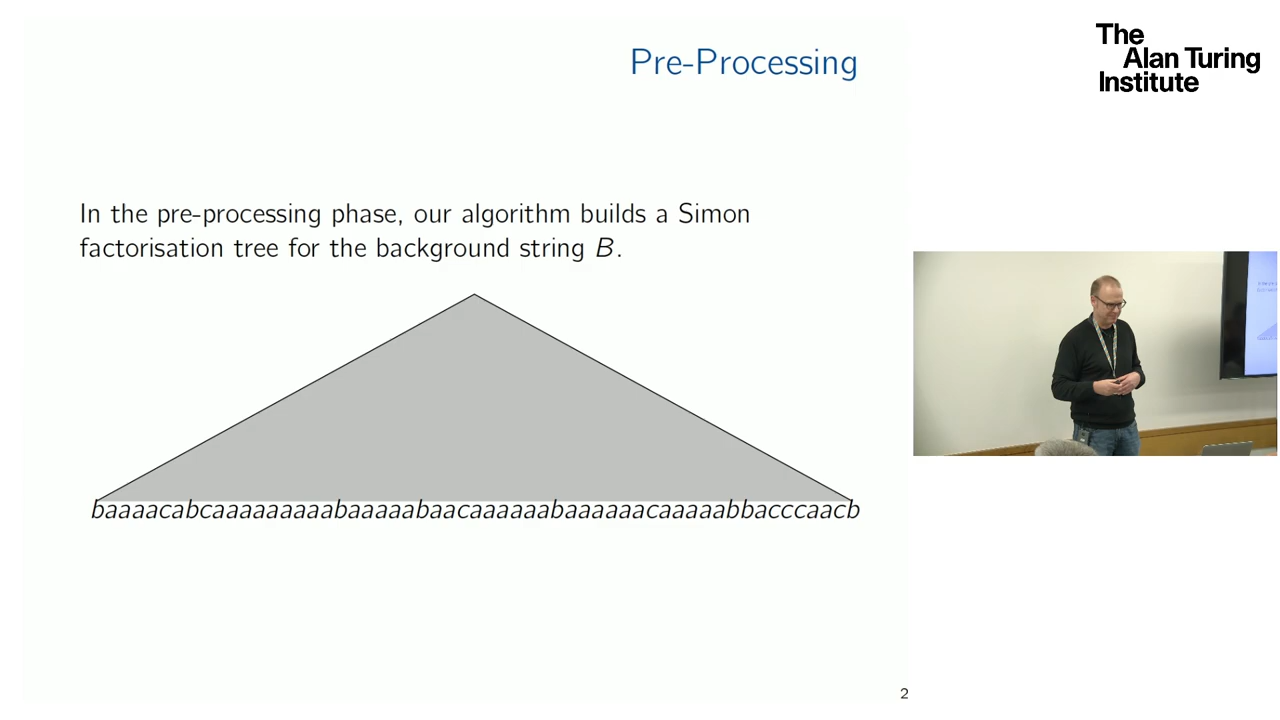 Pre-Processing
The
Alan Turing
Institute
In the pre-processing phase, our algorithm builds a Simon
factorisation tree for the background string B.
baaaacabcaaaaaaaaabaaaaabaacaaaaaabaaaaaacaaaaabbacccaacb
2